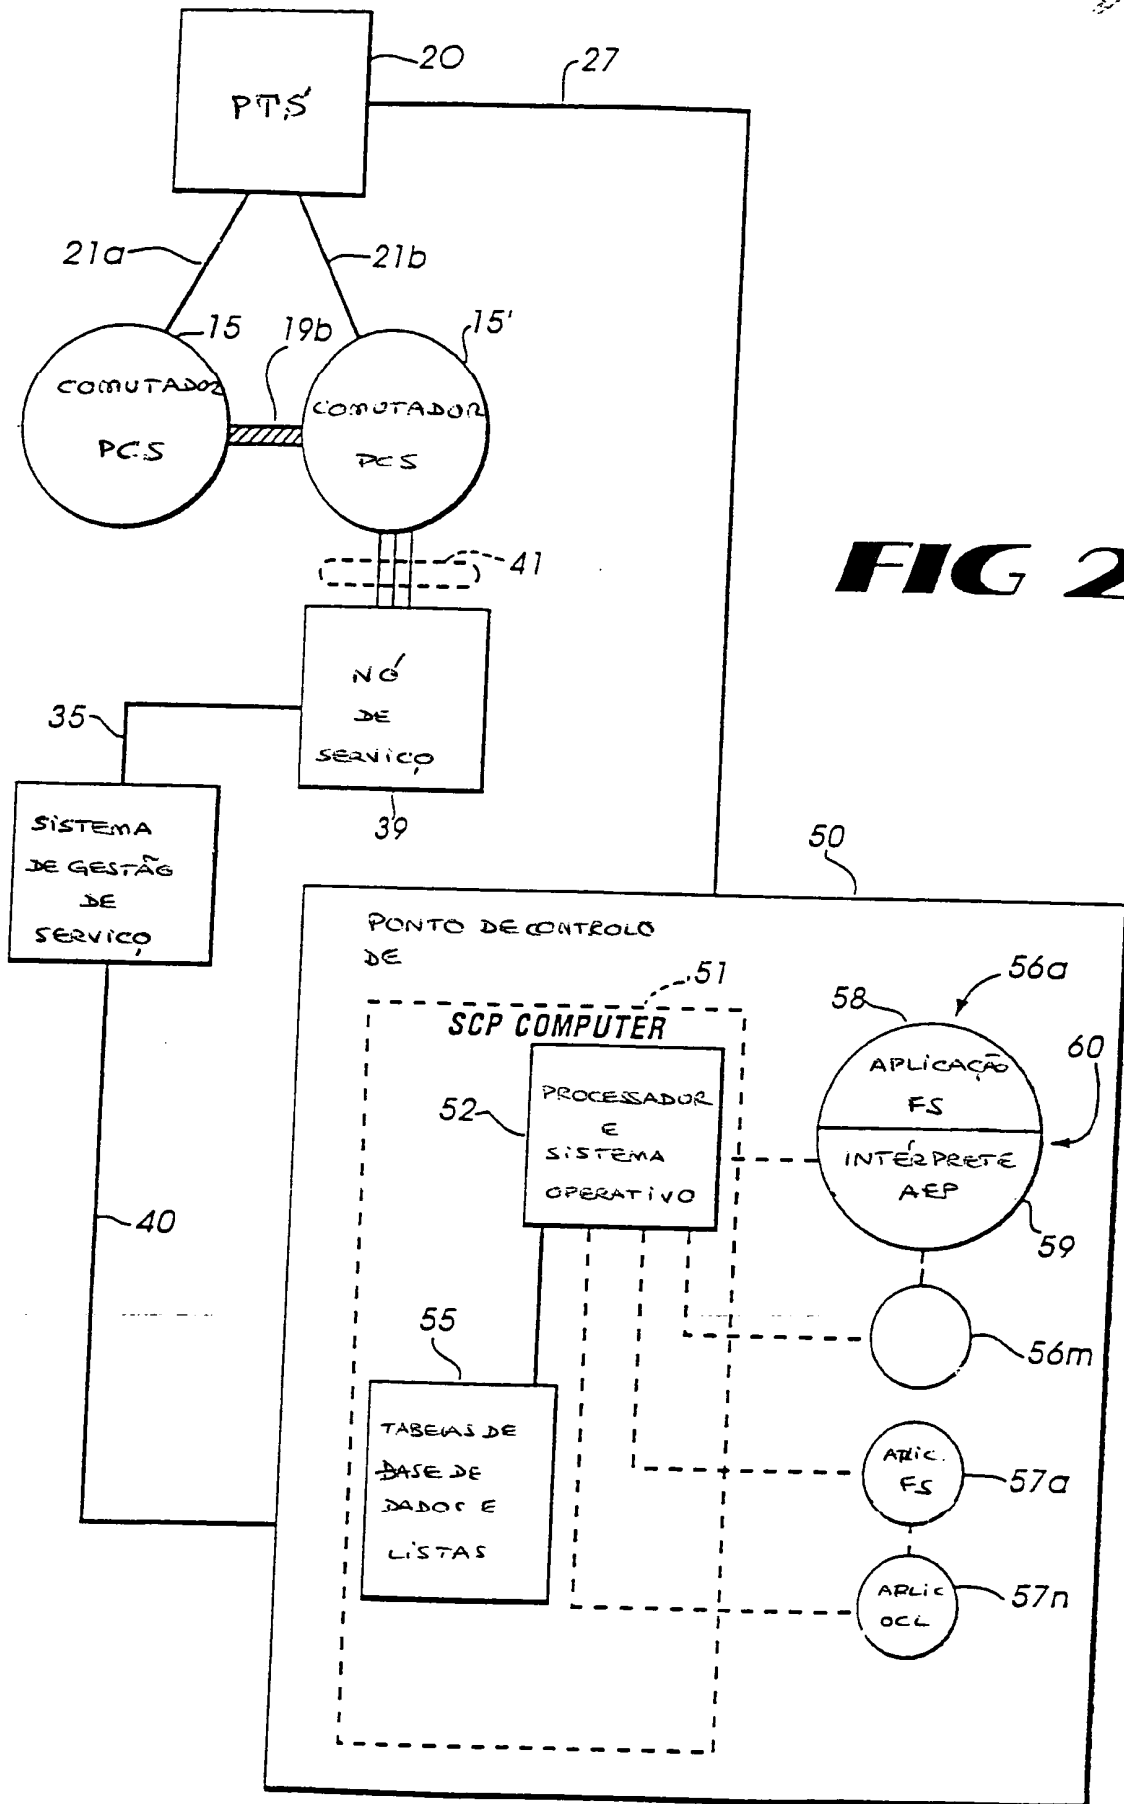 20
27
PTS
21a
21b
15
19b
15'
COMUTADOR
PCS
COMUTADOR
PCS
41
FIG 2
NÓ
DE
SERVIÇO
35
39
SISTEMA
DE GESTÃO
DE
SERVIÇO
50
PONTO DE CONTROLO
DE
51
SCP COMPUTER
58
56a
60
APLICAÇÃO
FS
INTÉRPRETE
AEP
59
52
PROCESSADOR
E
SISTEMA
OPERATIVO
40
56m
55
TABELAS DE
BASE DE
DADOS E
LISTAS
APLIC.
FS
57a
APLIC
OCL
57n